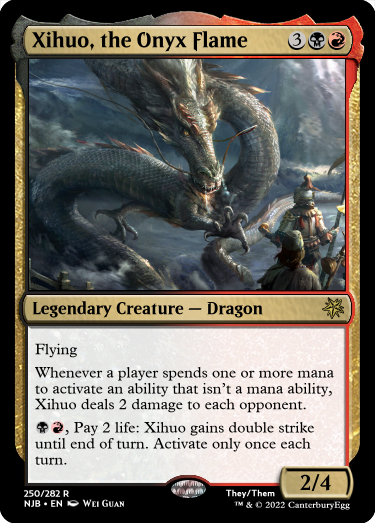 Xihuo, the Onyx Flame 3
Legendary Creature — Dragon
Flying
Whenever a player spends one or more mana
to activate an ability that isn't a mana ability,
Xihuo deals 2 damage to each opponent.
, Pay 2 life: Xihuo gains double strike
until end of turn. Activate only once each
turn.
2/4
250/282 R They/Them
NJB • EN Wei Guan ™ & © 2022 CanterburyEgg